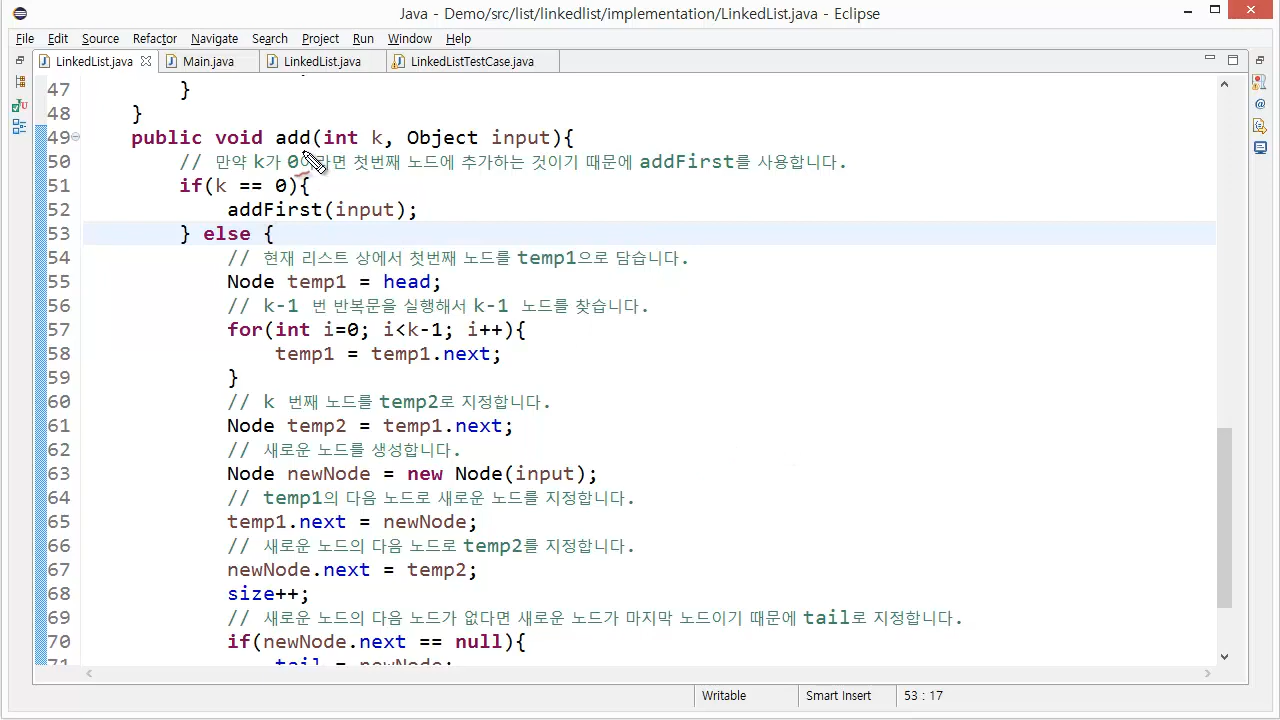 Java - Demo/src/list/linkedlist/implementation/LinkedList.java - Eclipse
File Edit Source Refactor Navigate Search Project Run Window Help
LinkedList.java Main.java LinkedList.java LinkedListTestCase.java
47 }
48 }
49 public void add(int k, Object input){
50 // 만약 k가 0이라면 첫번째 노드에 추가하는 것이기 때문에 addFirst를 사용합니다.
51 if(k == 0){
52 addFirst(input);
53 } else {
54 // 현재 리스트 상에서 첫번째 노드를 temp1으로 담습니다.
55 Node temp1 = head;
56 // k-1 번 반복문을 실행해서 k-1 노드를 찾습니다.
57 for(int i=0; i<k-1; i++){
58 temp1 = temp1.next;
59 }
60 // k 번째 노드를 temp2로 지정합니다.
61 Node temp2 = temp1.next;
62 // 새로운 노드를 생성합니다.
63 Node newNode = new Node(input);
64 // temp1의 다음 노드로 새로운 노드를 지정합니다.
65 temp1.next = newNode;
66 // 새로운 노드의 다음 노드로 temp2를 지정합니다.
67 newNode.next = temp2;
68 size++;
69 // 새로운 노드의 다음 노드가 없다면 새로운 노드가 마지막 노드이기 때문에 tail로 지정합니다.
70 if(newNode.next == null){
71 tail = newNode;
Writable Smart Insert 53 : 17